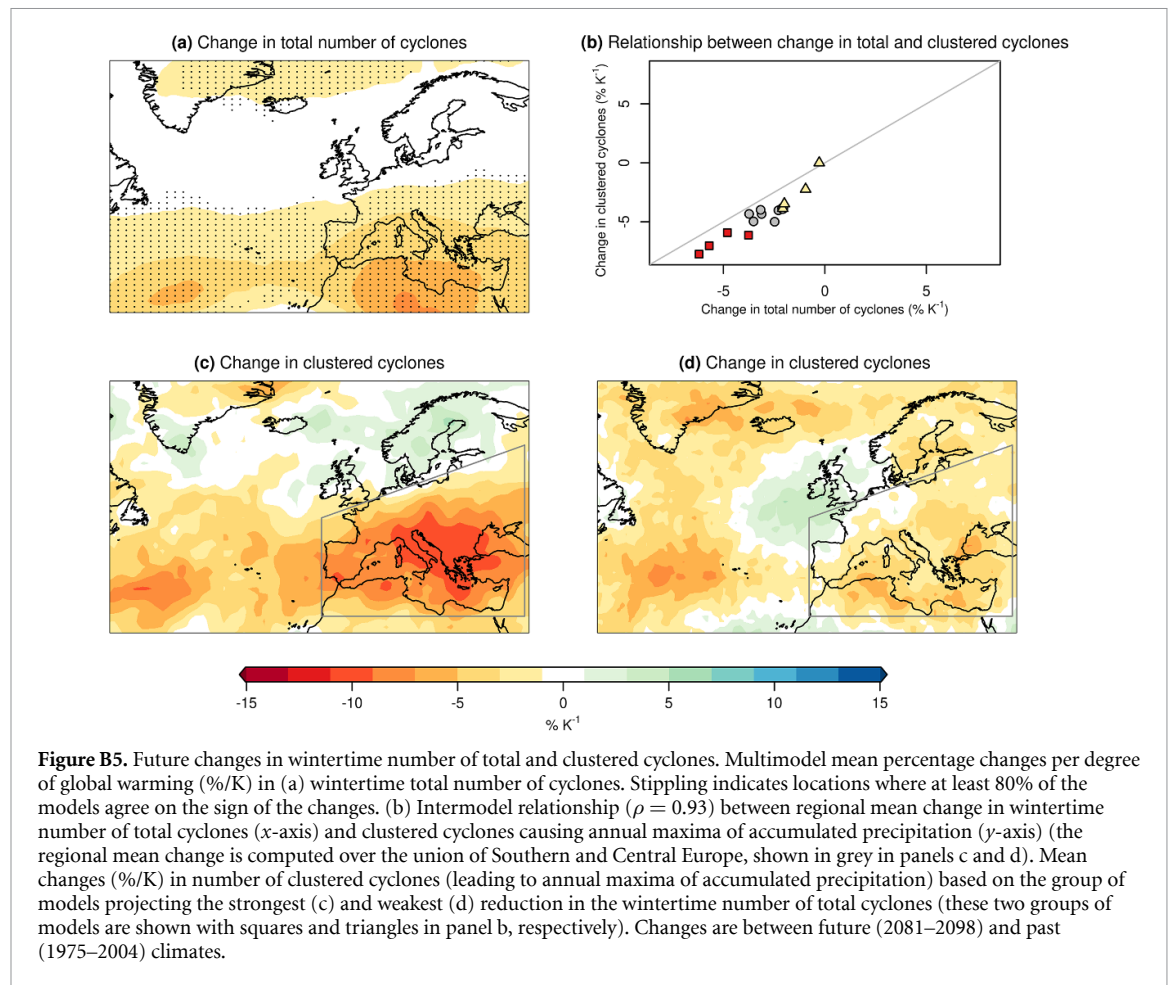 (a) Change in total number of cyclones
(b) Relationship between change in total and clustered cyclones
Change in clustered cyclones (% K⁻¹)
5
0
-5
-5
0
5
Change in total number of cyclones (% K⁻¹)
(c) Change in clustered cyclones
(d) Change in clustered cyclones
-15
-10
-5
0
5
10
15
% K⁻¹
Figure B5. Future changes in wintertime number of total and clustered cyclones. Multimodel mean percentage changes per degree
of global warming (%/K) in (a) wintertime total number of cyclones. Stippling indicates locations where at least 80% of the
models agree on the sign of the changes. (b) Intermodel relationship (ρ = 0.93) between regional mean change in wintertime
number of total cyclones (x-axis) and clustered cyclones causing annual maxima of accumulated precipitation (y-axis) (the
regional mean change is computed over the union of Southern and Central Europe, shown in grey in panels c and d). Mean
changes (%/K) in number of clustered cyclones (leading to annual maxima of accumulated precipitation) based on the group of
models projecting the strongest (c) and weakest (d) reduction in the wintertime number of total cyclones (these two groups of
models are shown with squares and triangles in panel b, respectively). Changes are between future (2081–2098) and past
(1975–2004) climates.